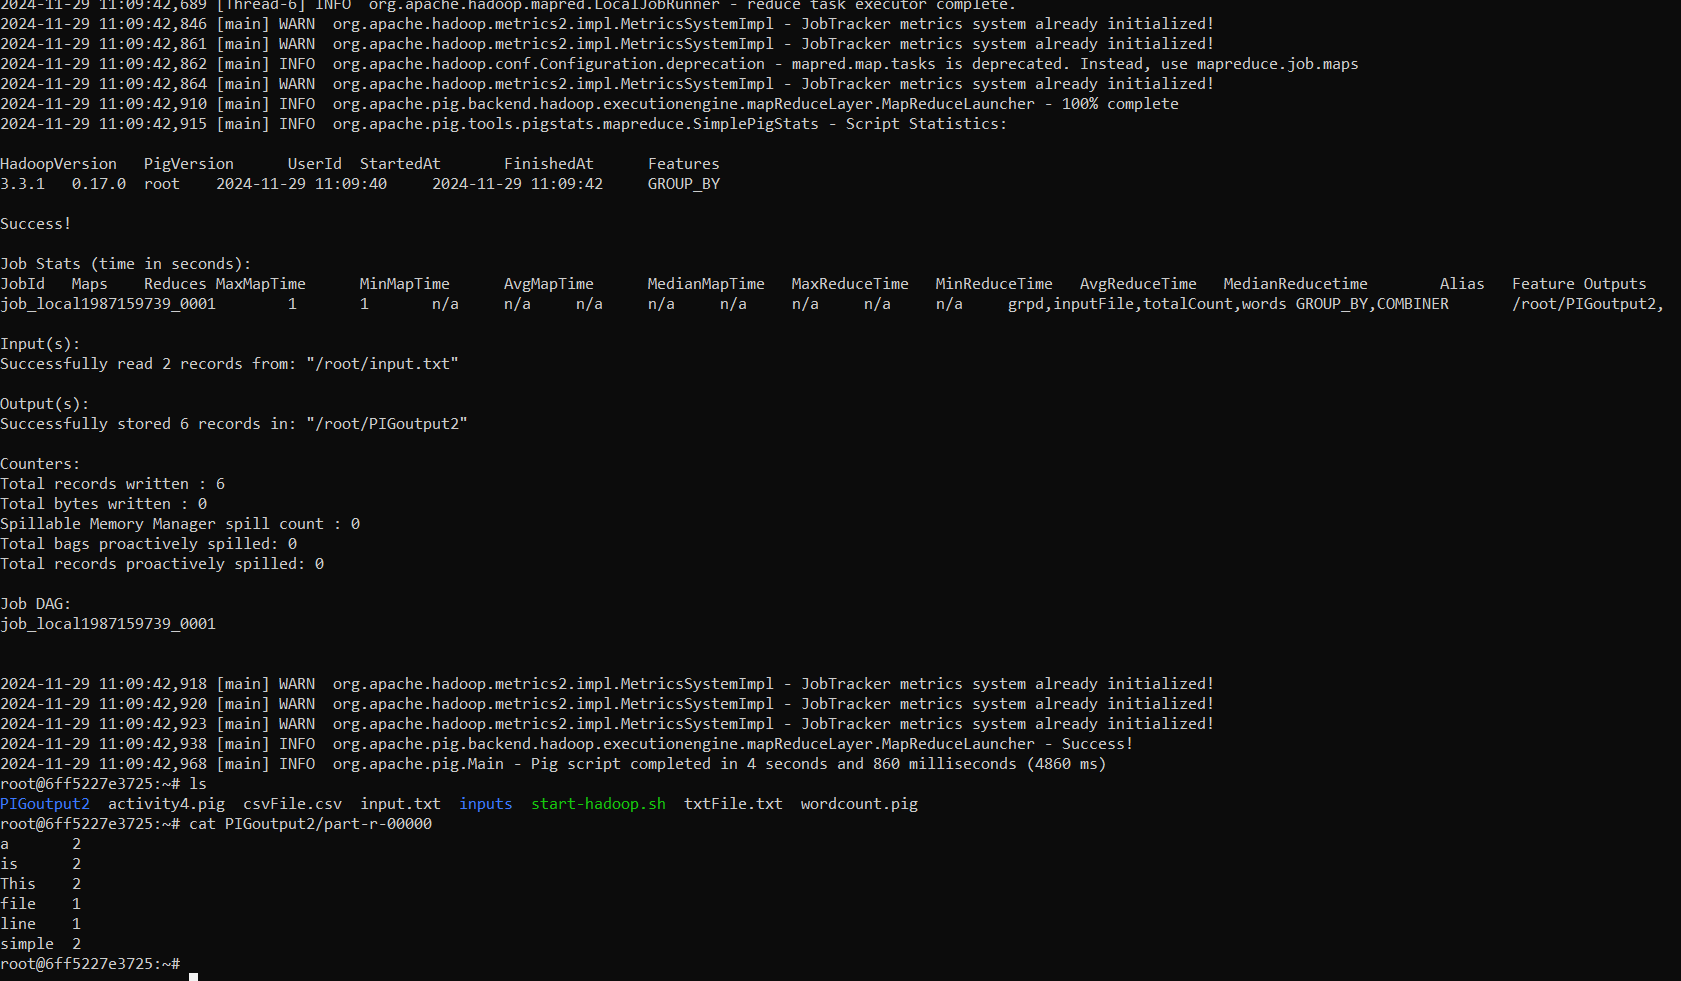 2024-11-29 11:09:42,689 [Thread-6] INFO  org.apache.hadoop.mapred.LocalJobRunner - reduce task executor complete.
2024-11-29 11:09:42,846 [main] WARN  org.apache.hadoop.metrics2.impl.MetricsSystemImpl - JobTracker metrics system already initialized!
2024-11-29 11:09:42,861 [main] WARN  org.apache.hadoop.metrics2.impl.MetricsSystemImpl - JobTracker metrics system already initialized!
2024-11-29 11:09:42,862 [main] INFO  org.apache.hadoop.conf.Configuration.deprecation - mapred.map.tasks is deprecated. Instead, use mapreduce.job.maps
2024-11-29 11:09:42,864 [main] WARN  org.apache.hadoop.metrics2.impl.MetricsSystemImpl - JobTracker metrics system already initialized!
2024-11-29 11:09:42,910 [main] INFO  org.apache.pig.backend.hadoop.executionengine.mapReduceLayer.MapReduceLauncher - 100% complete
2024-11-29 11:09:42,915 [main] INFO  org.apache.pig.tools.pigstats.mapreduce.SimplePigStats - Script Statistics:

HadoopVersion   PigVersion      UserId  StartedAt       FinishedAt      Features
3.3.1   0.17.0  root    2024-11-29 11:09:40     2024-11-29 11:09:42     GROUP_BY

Success!

Job Stats (time in seconds):
JobId   Maps    Reduces MaxMapTime      MinMapTime      AvgMapTime      MedianMapTime   MaxReduceTime   MinReduceTime   AvgReduceTime   MedianReducetime        Alias   Feature Outputs
job_local1987159739_0001        1       1       n/a     n/a     n/a     n/a     n/a     n/a     n/a     n/a     grpd,inputFile,totalCount,words GROUP_BY,COMBINER       /root/PIGoutput2,

Input(s):
Successfully read 2 records from: "/root/input.txt"

Output(s):
Successfully stored 6 records in: "/root/PIGoutput2"

Counters:
Total records written : 6
Total bytes written : 0
Spillable Memory Manager spill count : 0
Total bags proactively spilled: 0
Total records proactively spilled: 0

Job DAG:
job_local1987159739_0001

2024-11-29 11:09:42,918 [main] WARN  org.apache.hadoop.metrics2.impl.MetricsSystemImpl - JobTracker metrics system already initialized!
2024-11-29 11:09:42,920 [main] WARN  org.apache.hadoop.metrics2.impl.MetricsSystemImpl - JobTracker metrics system already initialized!
2024-11-29 11:09:42,923 [main] WARN  org.apache.hadoop.metrics2.impl.MetricsSystemImpl - JobTracker metrics system already initialized!
2024-11-29 11:09:42,938 [main] INFO  org.apache.pig.backend.hadoop.executionengine.mapReduceLayer.MapReduceLauncher - Success!
2024-11-29 11:09:42,968 [main] INFO  org.apache.pig.Main - Pig script completed in 4 seconds and 860 milliseconds (4860 ms)
root@6ff5227e3725:~# ls
PIGoutput2  activity4.pig  csvFile.csv  input.txt  inputs  start-hadoop.sh  txtFile.txt  wordcount.pig
root@6ff5227e3725:~# cat PIGoutput2/part-r-00000
a       2
is      2
This    2
file    1
line    1
simple  2
root@6ff5227e3725:~#